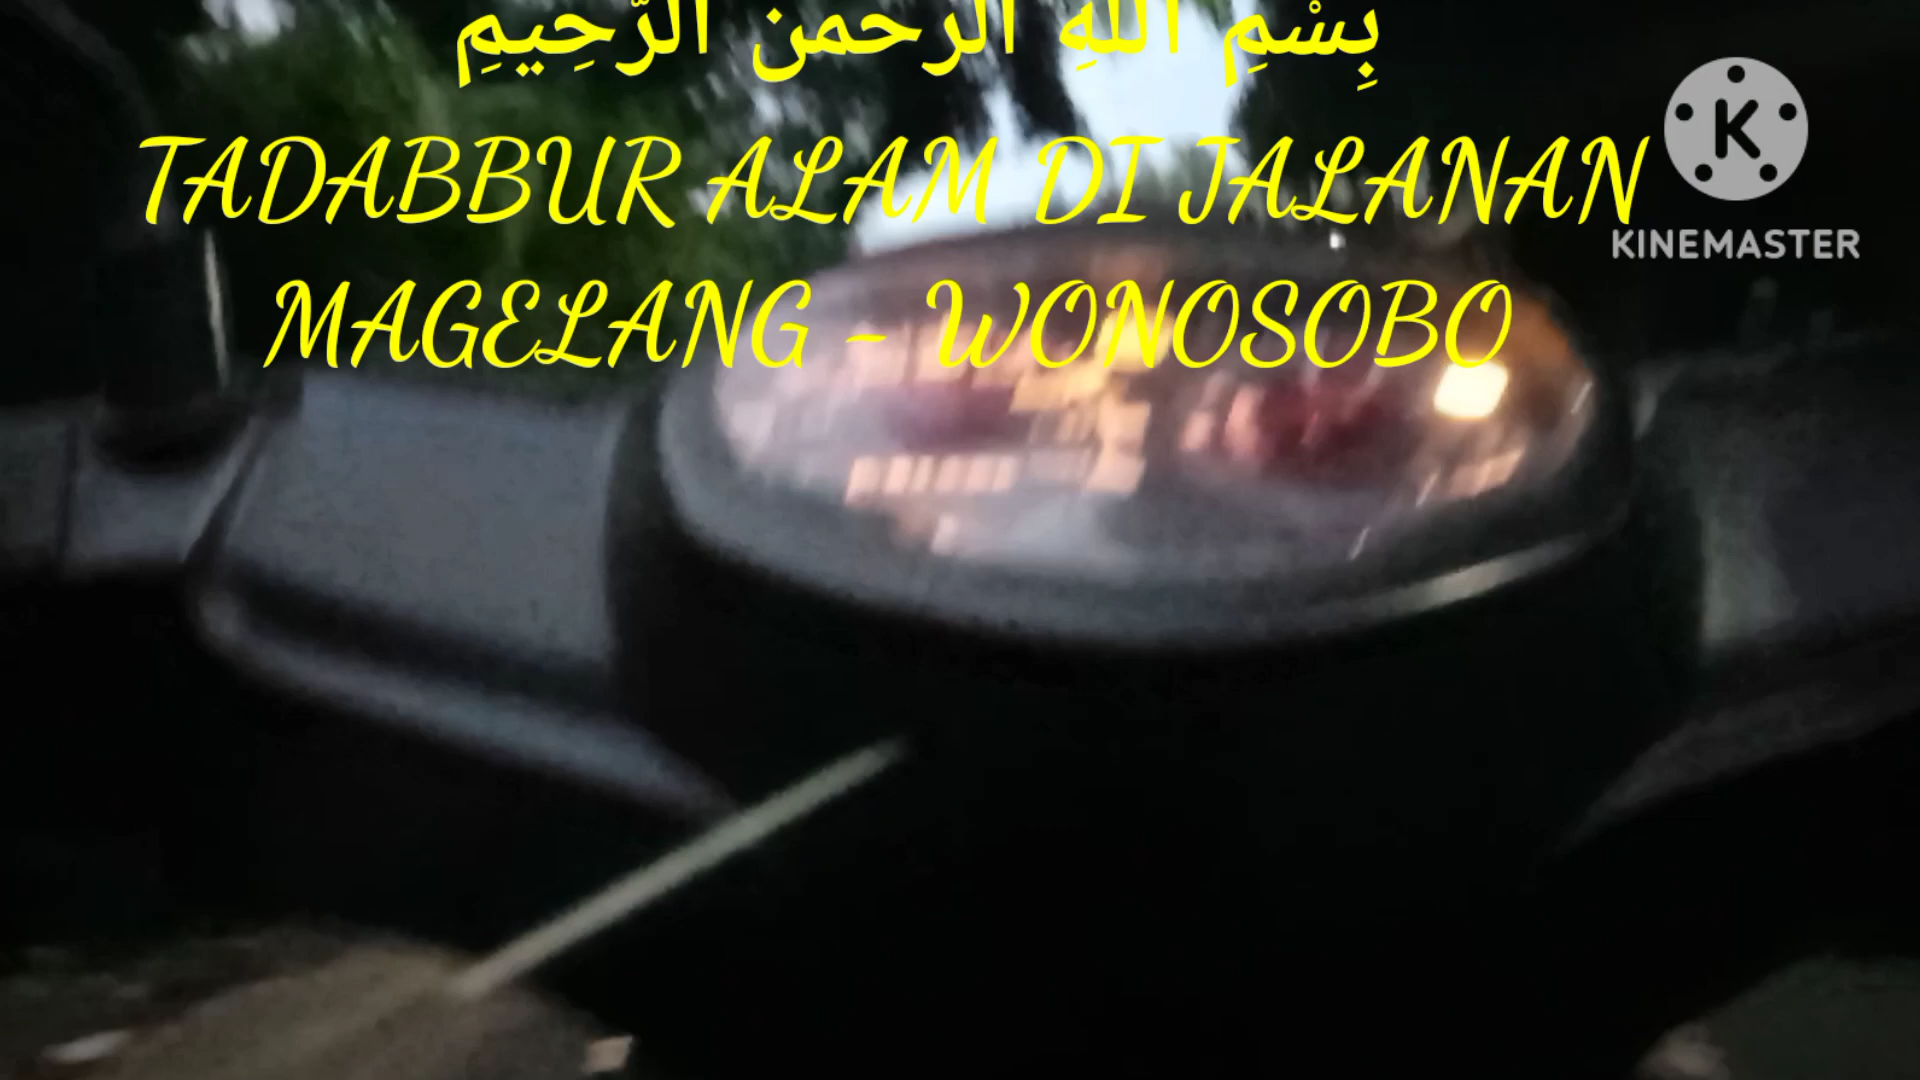 بِسْمِ اللهِ الرحمن الرَّحِيمِ
TADABBUR ALAM DI JALANAN
MAGELANG - WONOSOBO
K
KINEMASTER